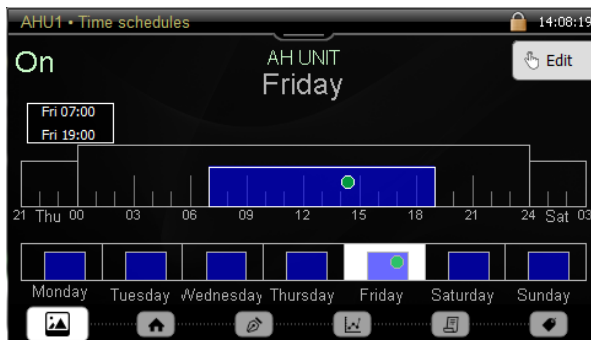 AHU1 • Time schedules 14:08:19
On AH UNIT Edit
Friday
Fri 07:00
Fri 19:00
21 Thu 00 03 06 09 12 15 18 21 24 Sat 03
Monday Tuesday Wednesday Thursday Friday Saturday Sunday